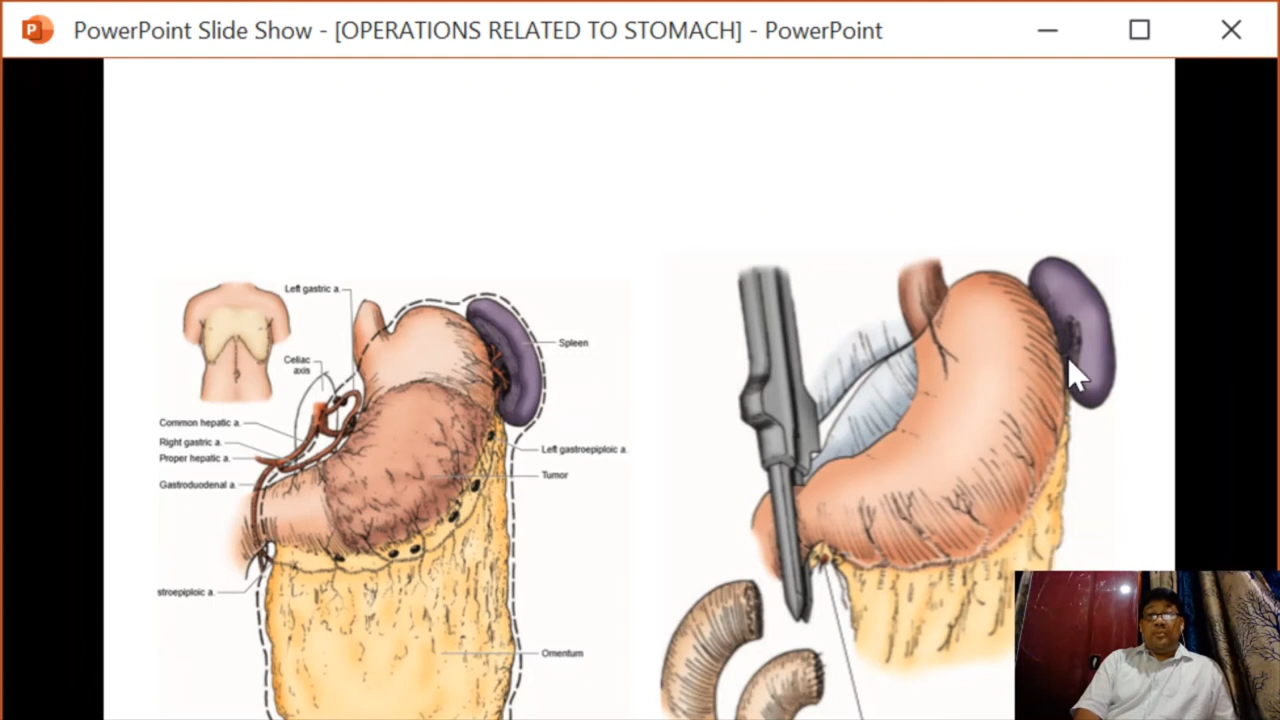 P
PowerPoint Slide Show - [OPERATIONS RELATED TO STOMACH] - PowerPoint
Left gastric a.
Celiac
axis
Common hepatic a.
Right gastric a.
Proper hepatic a.
Gastroduodenal a.
stroepiploic a.
Spleen
Left gastroepiploic a.
Tumor
Omentum